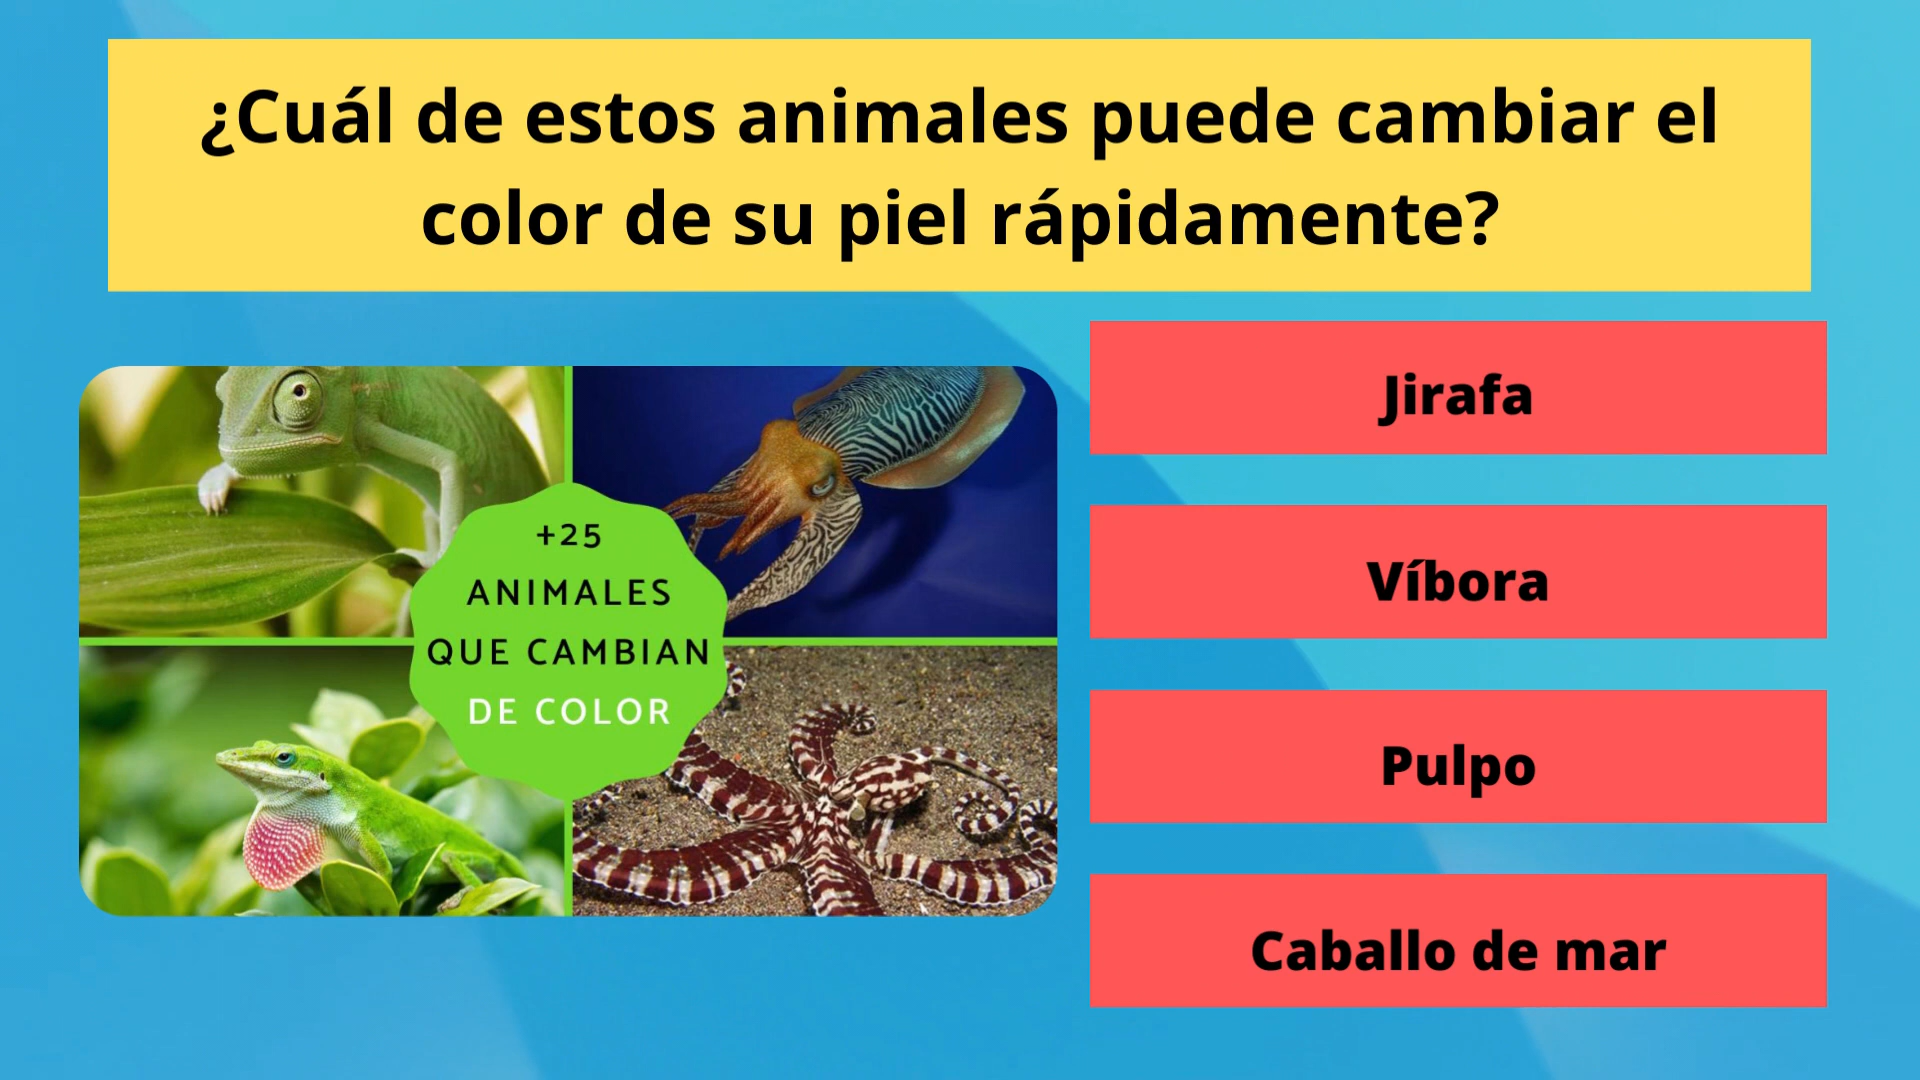 ¿Cuál de estos animales puede cambiar el
color de su piel rápidamente?
Jirafa
+25
ANIMALES
QUE CAMBIAN
DE COLOR
Víbora
Pulpo
Caballo de mar